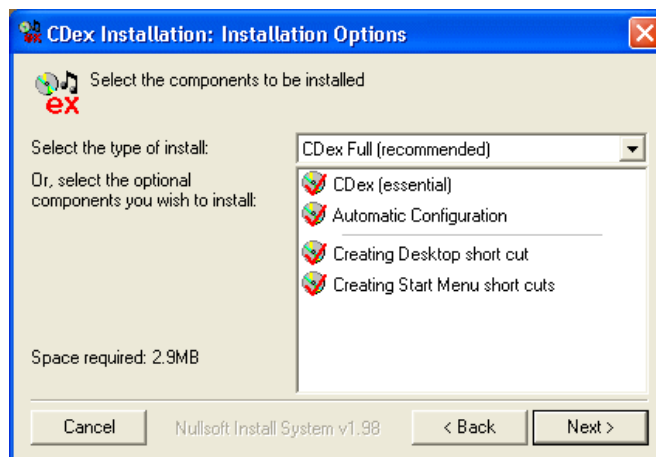 CDex Installation: Installation Options
Select the components to be installed
ex
Select the type of install:
CDex Full (recommended)
Or, select the optional
components you wish to install:
CDex (essential)
Automatic Configuration
Creating Desktop short cut
Creating Start Menu short cuts
Space required: 2.9MB
Cancel
Nullsoft Install System v1.98
< Back
Next >